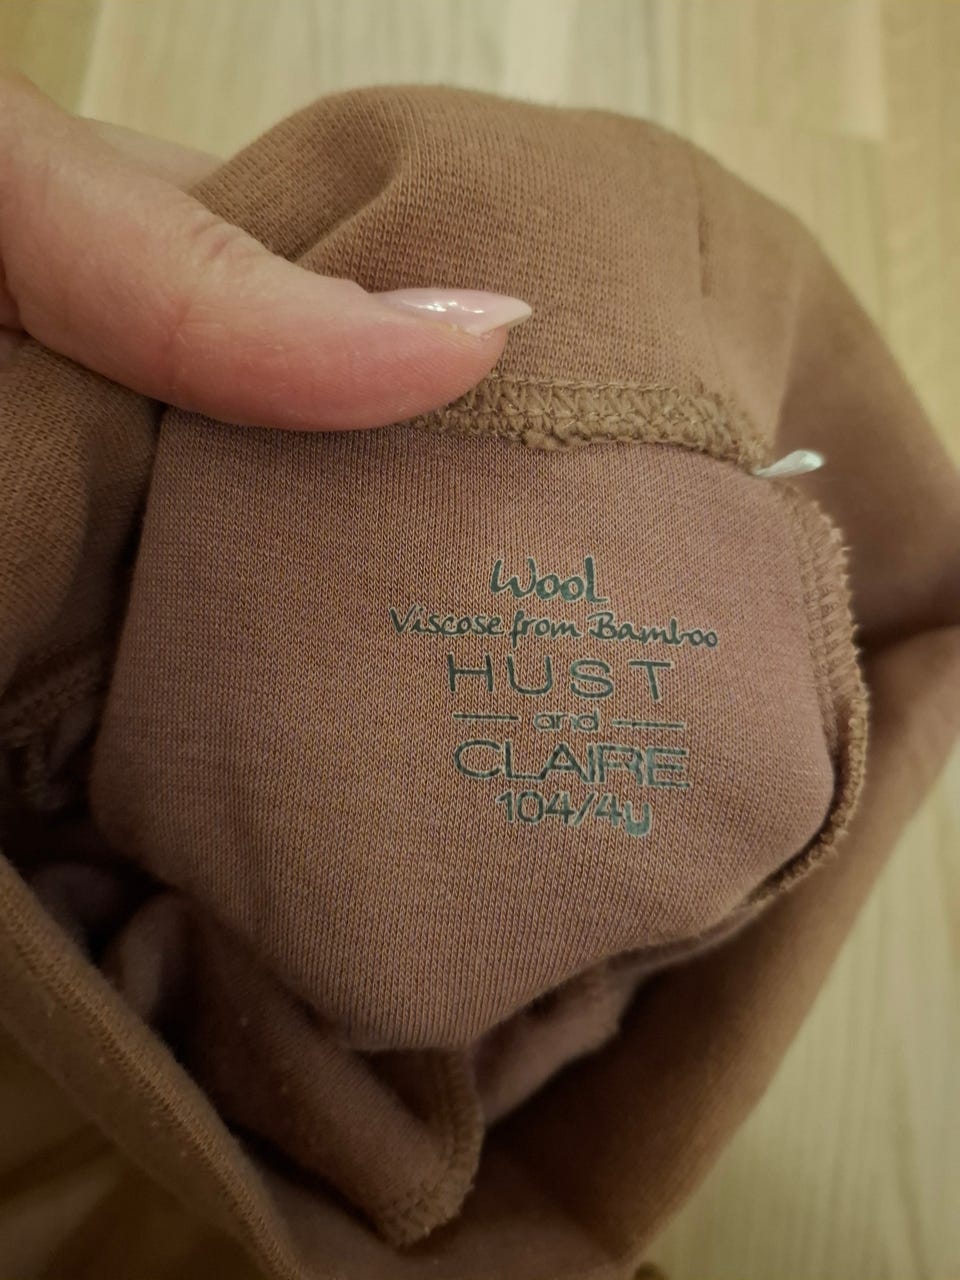 Wool
Viscose from Bamboo
HUST
and
CLAIRE
104/4y